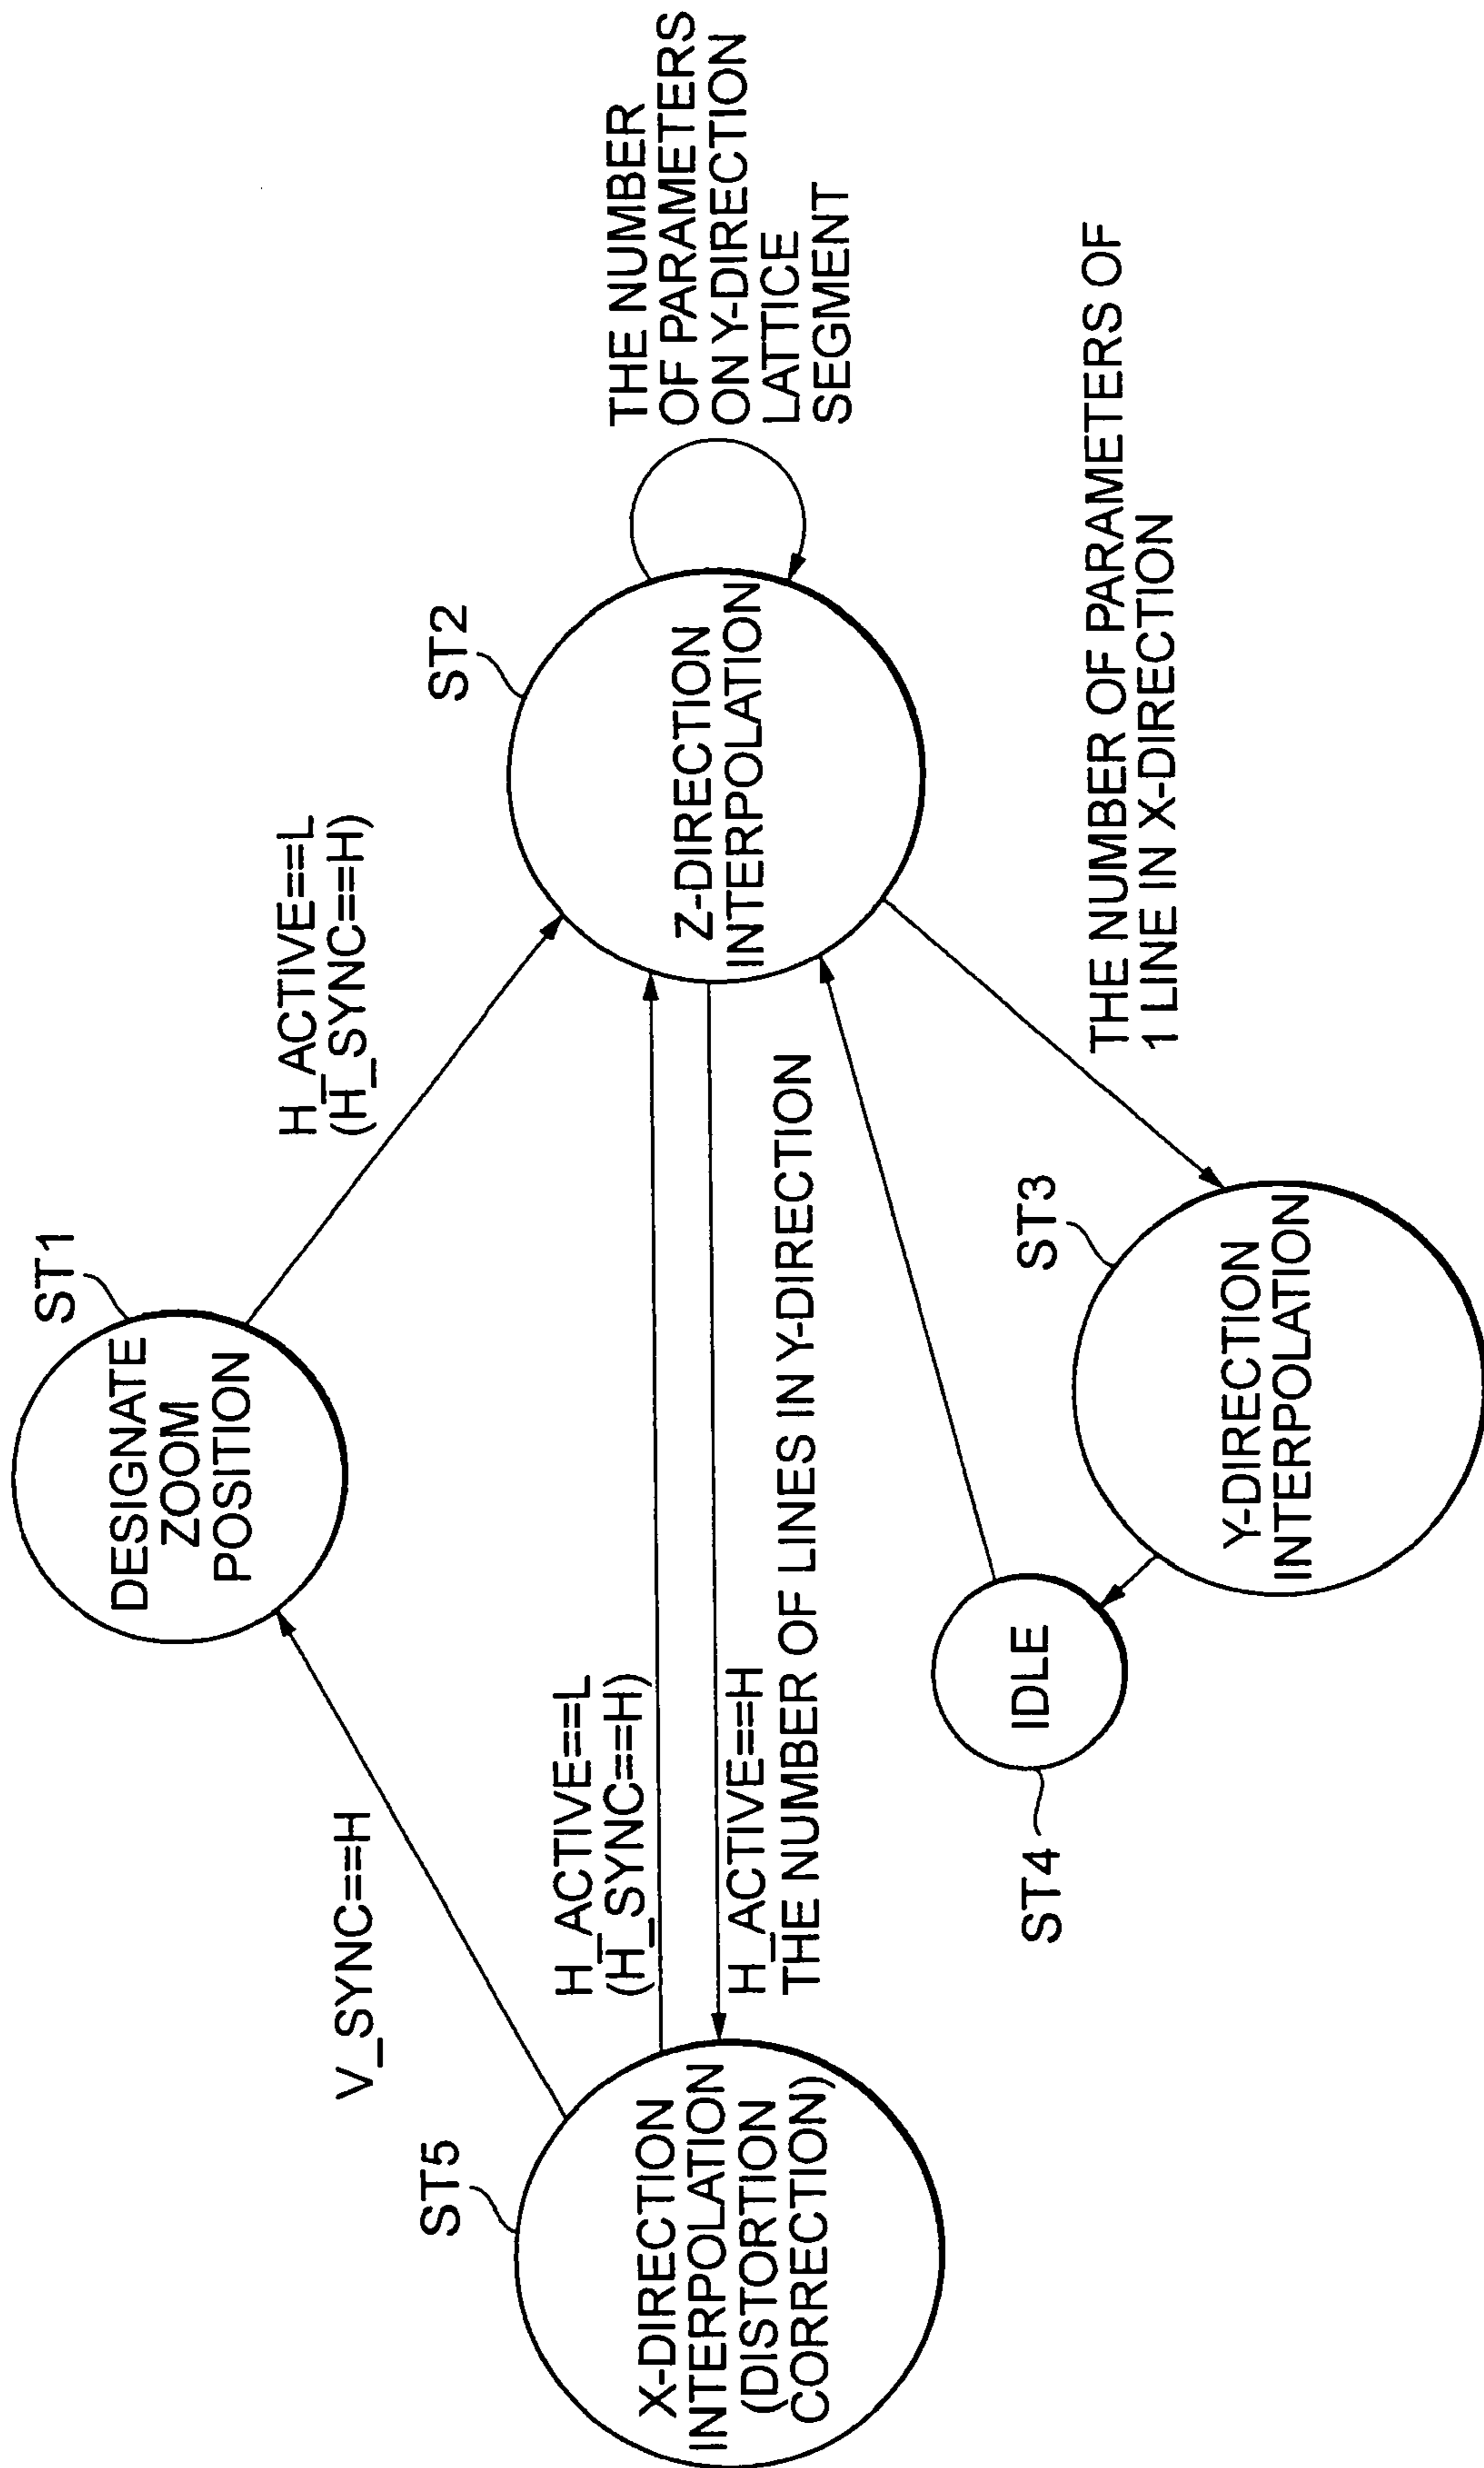 ST1
DESIGNATE
ZOOM
POSITION
V_SYNC==H
H_ACTIVE==L
(H_SYNC==H)
ST5
X-DIRECTION
INTERPOLATION
(DISTORTION
CORRECTION)
H_ACTIVE==L
(H_SYNC==H)
H_ACTIVE==H
THE NUMBER OF LINES IN Y-DIRECTION
ST2
Z-DIRECTION
INTERPOLATION
THE NUMBER
OF PARAMETERS
ON Y-DIRECTION
LATTICE
SEGMENT
ST4
IDLE
ST3
Y-DIRECTION
INTERPOLATION
THE NUMBER OF PARAMETERS OF
1 LINE IN X-DIRECTION